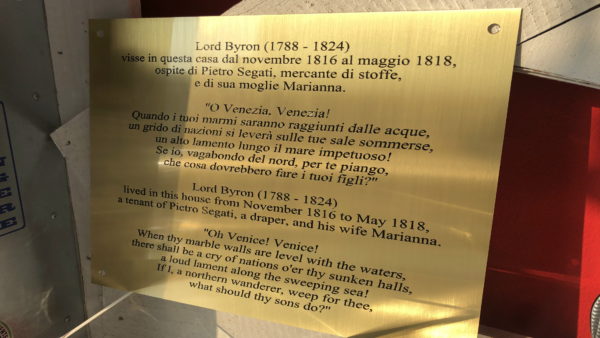 Lord Byron (1788 - 1824)
visse in questa casa dal novembre 1816 al maggio 1818,
ospite di Pietro Segati, mercante di stoffe,
e di sua moglie Marianna.
"O Venezia, Venezia!
Quando i tuoi marmi saranno raggiunti dalle acque,
un grido di nazioni si leverà sulle tue sale sommerse,
un alto lamento lungo il mare impetuoso!
Se io, vagabondo del nord, per te piango,
che cosa dovrebbero fare i tuoi figli?"
Lord Byron (1788 - 1824)
lived in this house from November 1816 to May 1818,
a tenant of Pietro Segati, a draper, and his wife Marianna.
"Oh Venice! Venice!
When thy marble walls are level with the waters,
there shall be a cry of nations o'er thy sunken halls,
a loud lament along the sweeping sea!
If I, a northern wanderer, weep for thee,
what should thy sons do?"